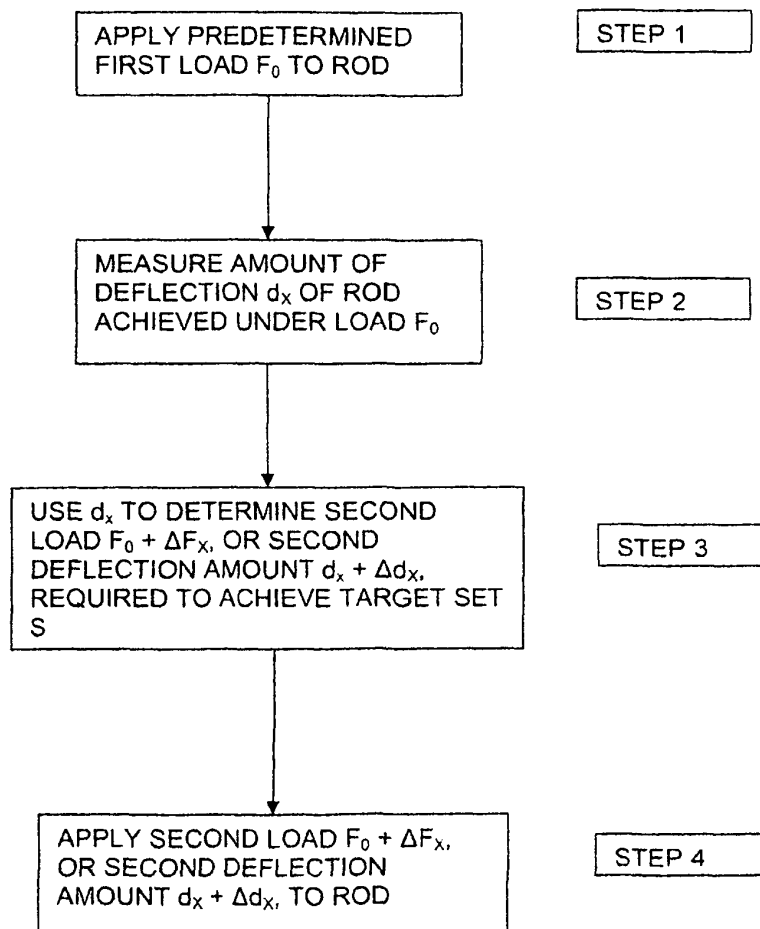 APPLY PREDETERMINED
FIRST LOAD F₀ TO ROD
STEP 1
MEASURE AMOUNT OF
DEFLECTION dₓ OF ROD
ACHIEVED UNDER LOAD F₀
STEP 2
USE dₓ TO DETERMINE SECOND
LOAD F₀ + ΔFₓ, OR SECOND
DEFLECTION AMOUNT dₓ + Δdₓ,
REQUIRED TO ACHIEVE TARGET SET
S
STEP 3
APPLY SECOND LOAD F₀ + ΔFₓ,
OR SECOND DEFLECTION
AMOUNT dₓ + Δdₓ, TO ROD
STEP 4